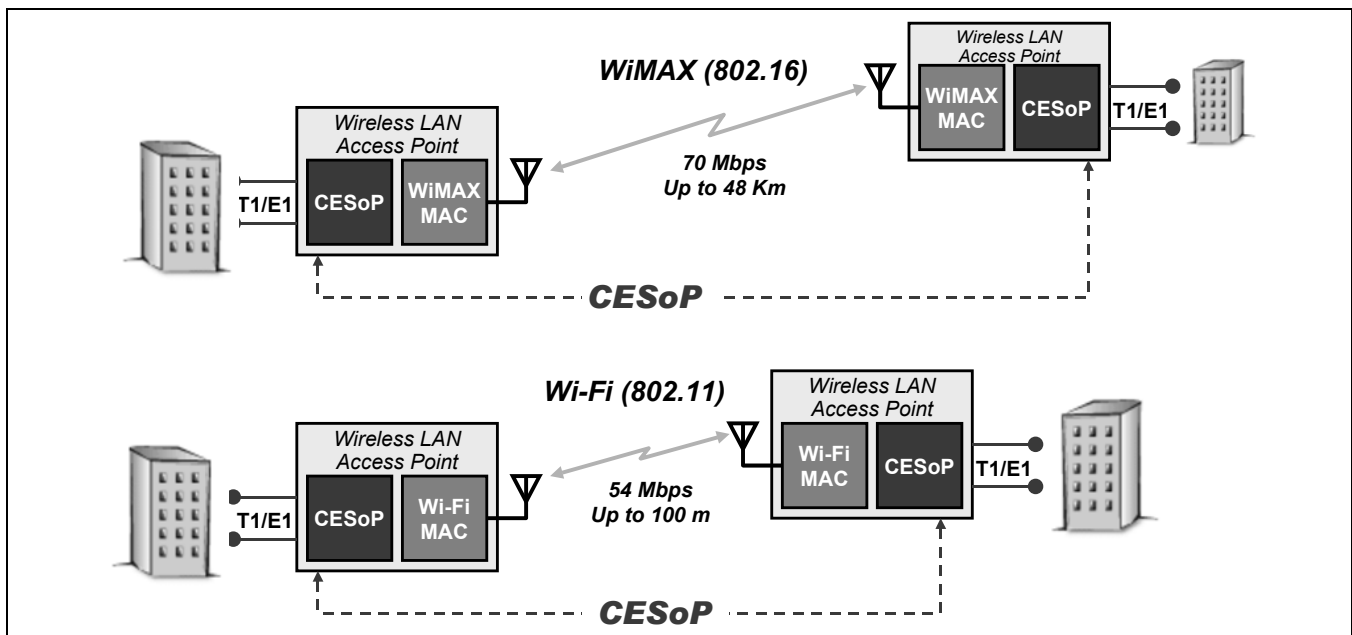 WiMAX (802.16)
Wireless LAN
Access Point
WiMAX
MAC
CESoP
T1/E1
Wireless LAN
Access Point
T1/E1
CESoP
WiMAX
MAC
70 Mbps
Up to 48 Km
CESoP
Wi-Fi (802.11)
Wireless LAN
Access Point
Wi-Fi
MAC
CESoP
T1/E1
Wireless LAN
Access Point
T1/E1
CESoP
Wi-Fi
MAC
54 Mbps
Up to 100 m
CESoP